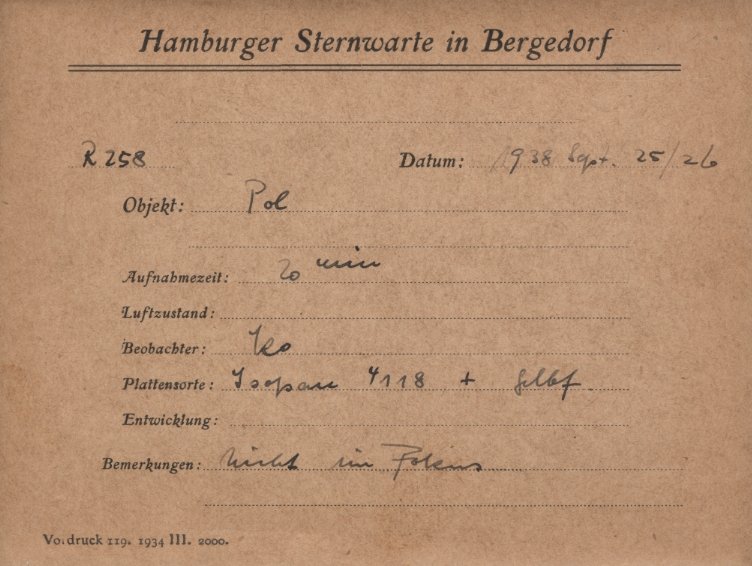 Hamburger Sternwarte in Bergedorf
R 258 Datum: 1938 Sept. 25/26
Objekt: Pol
Aufnahmezeit: 20 min
Luftzustand:
Beobachter: Ko
Plattensorte: Isopan 4118 + Gelbf.
Entwicklung:
Bemerkungen: nicht im Fokus
Vordruck 119. 1934 III. 2000.